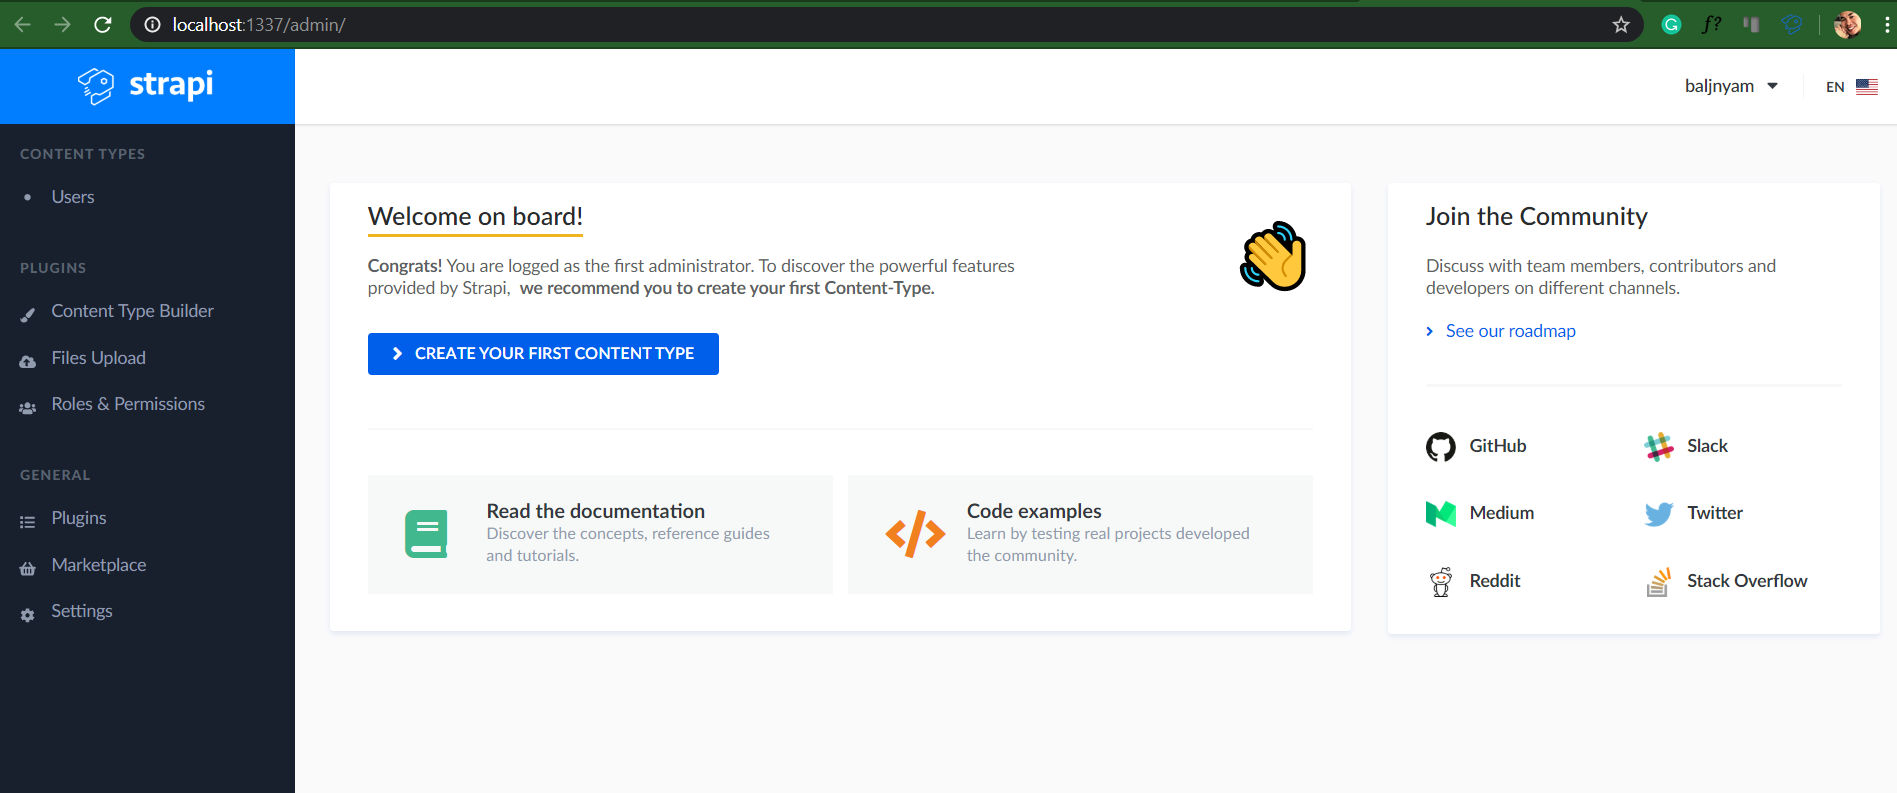 localhost:1337/admin/
f?
strapi
baljnyam
EN
CONTENT TYPES
Users
PLUGINS
Content Type Builder
Files Upload
Roles & Permissions
GENERAL
Plugins
Marketplace
Settings
Welcome on board!
Congrats! You are logged as the first administrator. To discover the powerful features
provided by Strapi, we recommend you to create your first Content-Type.
CREATE YOUR FIRST CONTENT TYPE
Read the documentation
Discover the concepts, reference guides
and tutorials.
Code examples
Learn by testing real projects developed
the community.
Join the Community
Discuss with team members, contributors and
developers on different channels.
See our roadmap
GitHub
Slack
Medium
Twitter
Reddit
Stack Overflow